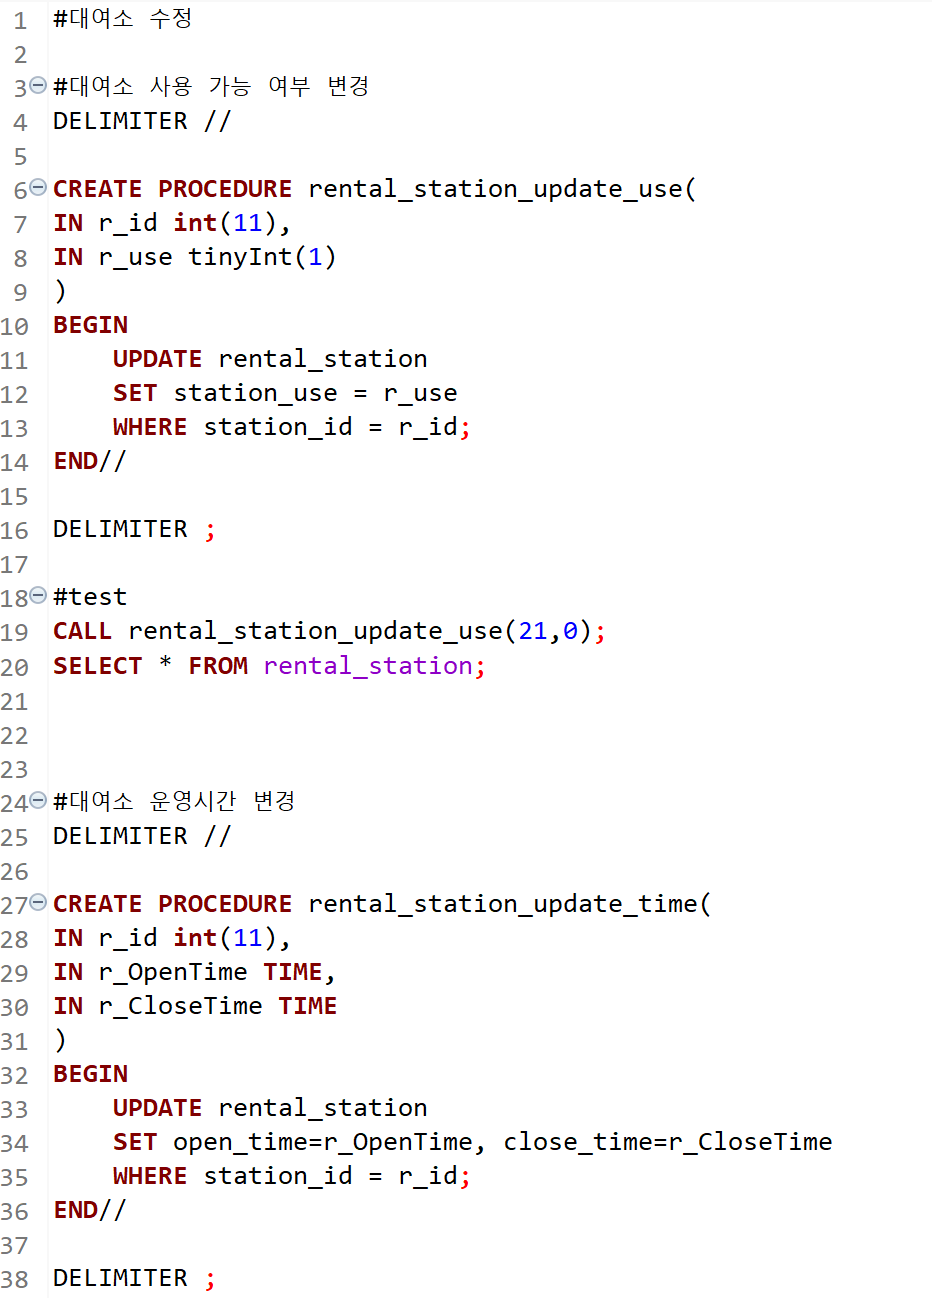 1 #대여소 수정
2
3 #대여소 사용 가능 여부 변경
4 DELIMITER //
5
6 CREATE PROCEDURE rental_station_update_use(
7 IN r_id int(11),
8 IN r_use tinyInt(1)
9 )
10 BEGIN
11     UPDATE rental_station
12     SET station_use = r_use
13     WHERE station_id = r_id;
14 END//
15
16 DELIMITER ;
17
18 #test
19 CALL rental_station_update_use(21,0);
20 SELECT * FROM rental_station;
21
22
23
24 #대여소 운영시간 변경
25 DELIMITER //
26
27 CREATE PROCEDURE rental_station_update_time(
28 IN r_id int(11),
29 IN r_OpenTime TIME,
30 IN r_CloseTime TIME
31 )
32 BEGIN
33     UPDATE rental_station
34     SET open_time=r_OpenTime, close_time=r_CloseTime
35     WHERE station_id = r_id;
36 END//
37
38 DELIMITER ;